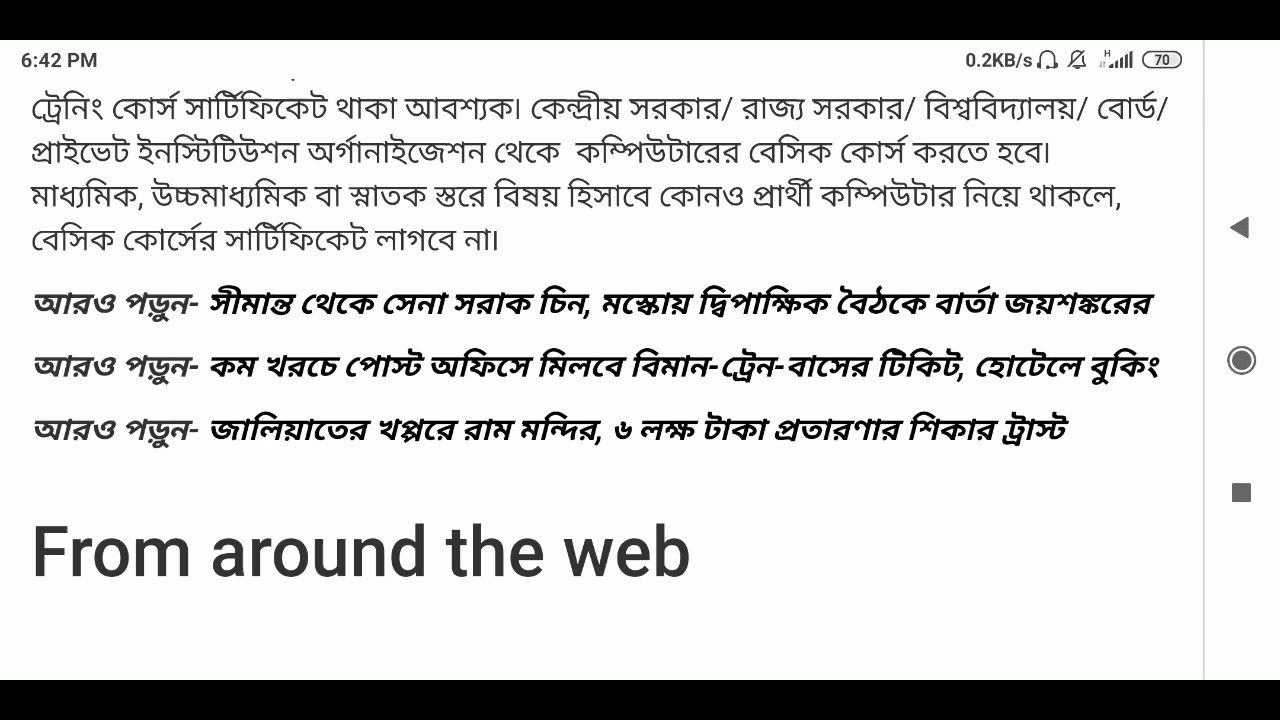 6:42 PM 0.2KB/s H 70
ট্রেনিং কোর্স সার্টিফিকেট থাকা আবশ্যক। কেন্দ্রীয় সরকার/ রাজ্য সরকার/ বিশ্ববিদ্যালয়/ বোর্ড/
প্রাইভেট ইনস্টিটিউশন অর্গানাইজেশন থেকে কম্পিউটারের বেসিক কোর্স করতে হবে।
মাধ্যমিক, উচ্চমাধ্যমিক বা স্নাতক স্তরে বিষয় হিসাবে কোনও প্রার্থী কম্পিউটার নিয়ে থাকলে,
বেসিক কোর্সের সার্টিফিকেট লাগবে না।
আরও পড়ুন- সীমান্ত থেকে সেনা সরাক চিন, মস্কোয় দ্বিপাক্ষিক বৈঠকে বার্তা জয়শঙ্করের
আরও পড়ুন- কম খরচে পোস্ট অফিসে মিলবে বিমান-ট্রেন-বাসের টিকিট, হোটেলে বুকিং
আরও পড়ুন- জালিয়াতের খপ্পরে রাম মন্দির, ৬ লক্ষ টাকা প্রতারণার শিকার ট্রাস্ট
From around the web